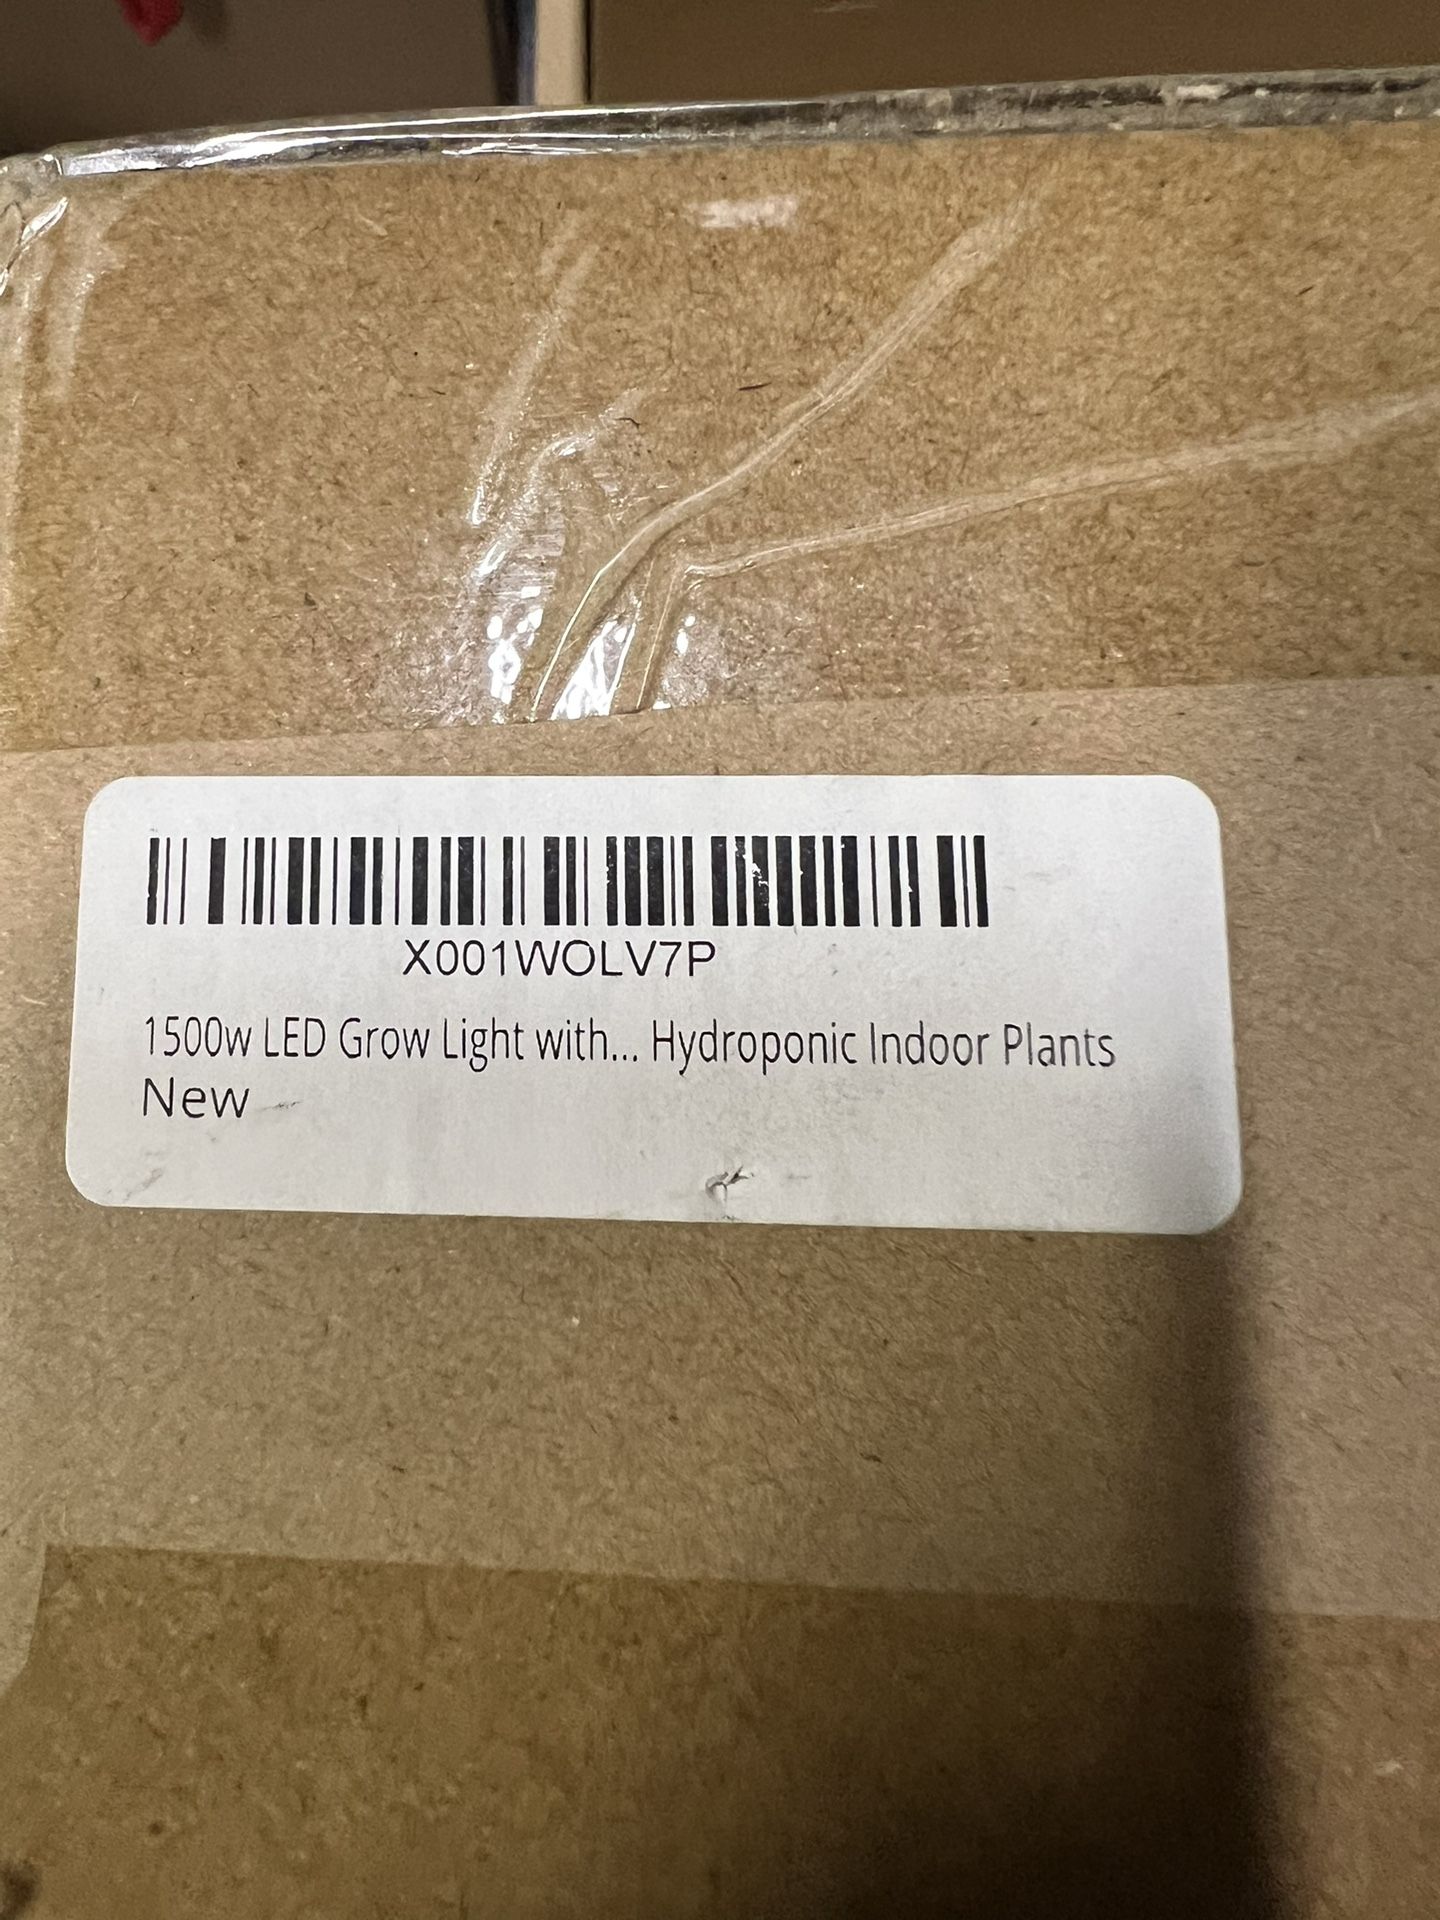 X001WOLV7P
1500w LED Grow Light with... Hydroponic Indoor Plants
New